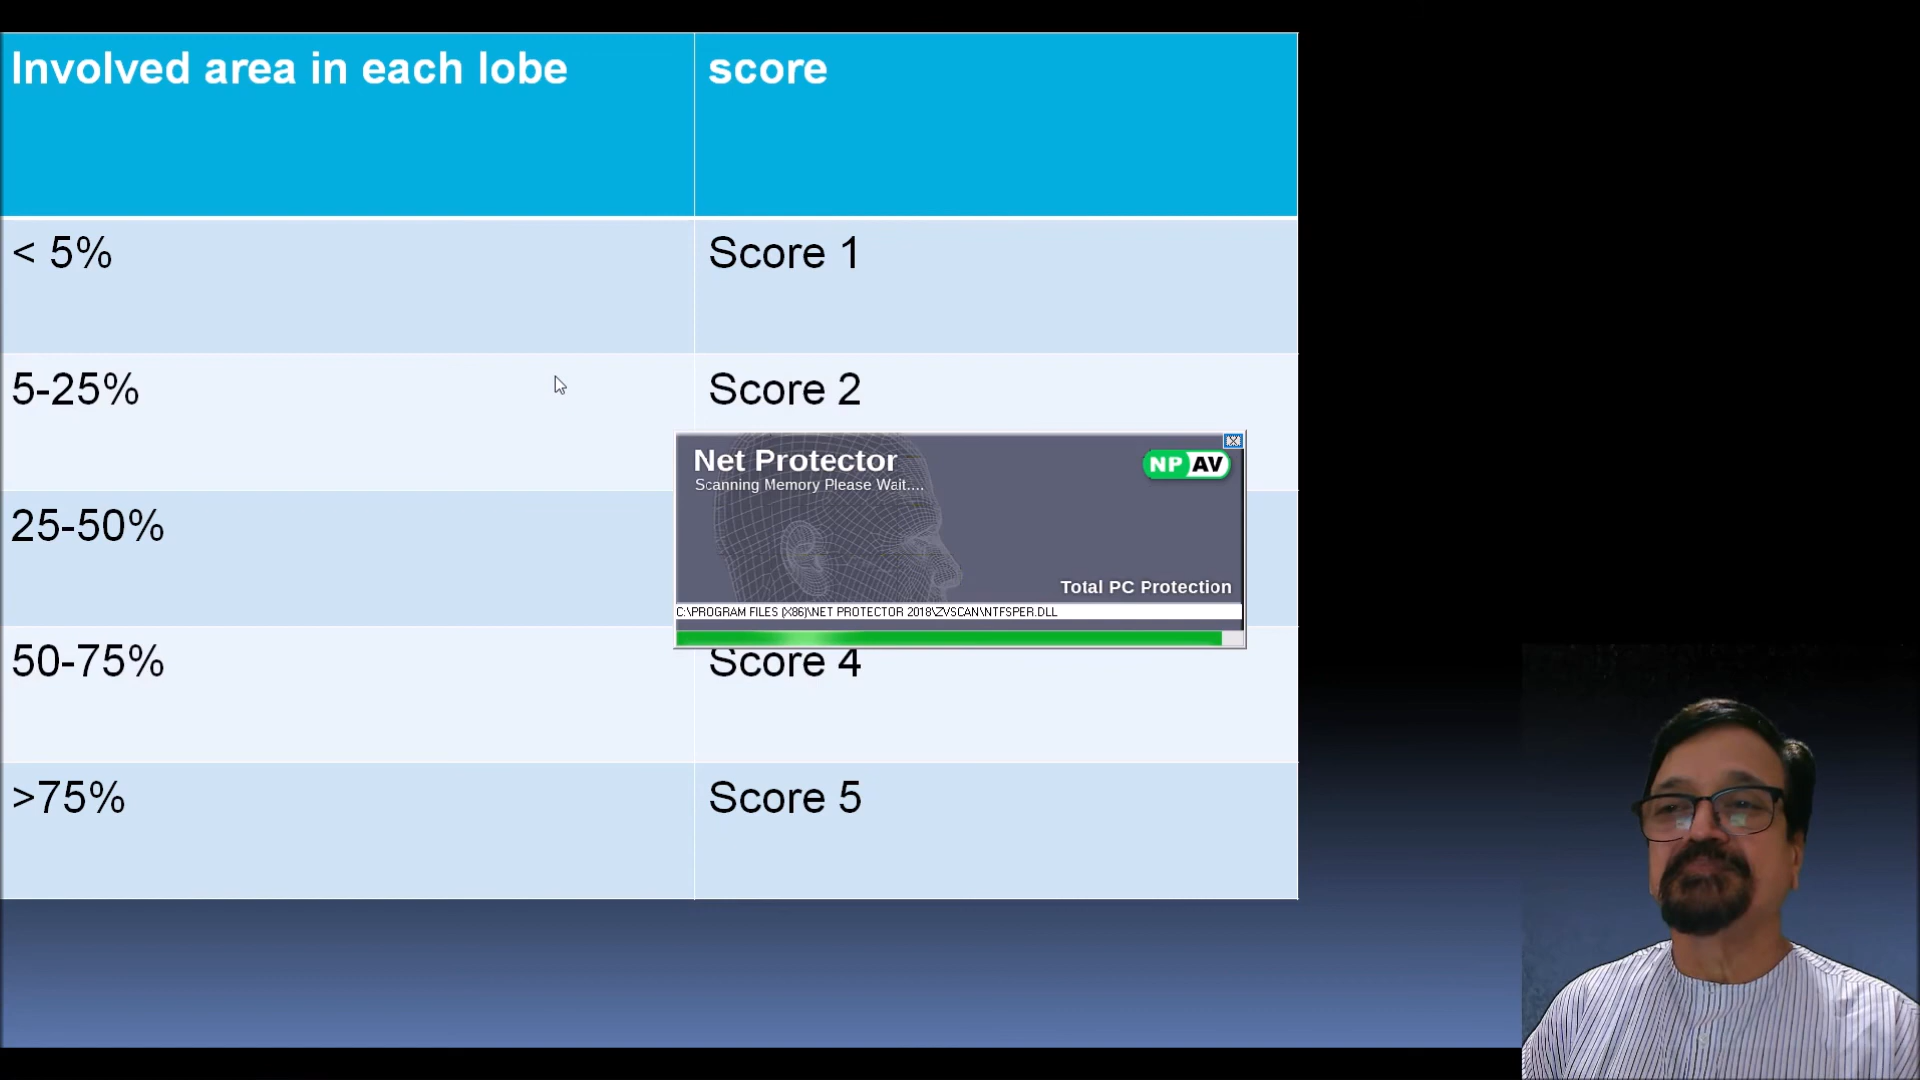 Involved area in each lobe score
< 5% Score 1
5-25% Score 2
Net Protector
NP AV
Scanning Memory Please Wait....
25-50%
Total PC Protection
C:\PROGRAM FILES (X86)\NET PROTECTOR 2018\ZVSCAN\NTFSPER.DLL
50-75% Score 4
>75% Score 5